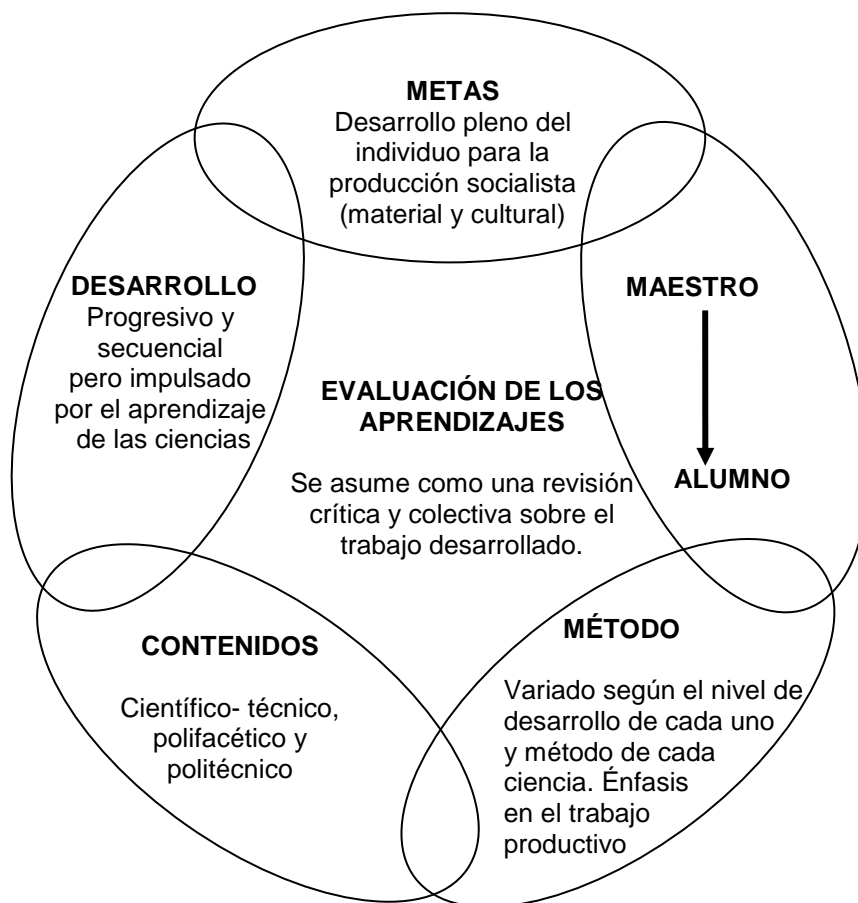 METAS
Desarrollo pleno del
individuo para la
producción socialista
(material y cultural)
DESARROLLO
Progresivo y
secuencial
pero impulsado
por el aprendizaje
de las ciencias
MAESTRO
ALUMNO
EVALUACIÓN DE LOS
APRENDIZAJES
Se asume como una revisión
crítica y colectiva sobre el
trabajo desarrollado.
CONTENIDOS
Científico- técnico,
polifacético y
politécnico
MÉTODO
Variado según el nivel de
desarrollo de cada uno
y método de cada
ciencia. Énfasis
en el trabajo
productivo